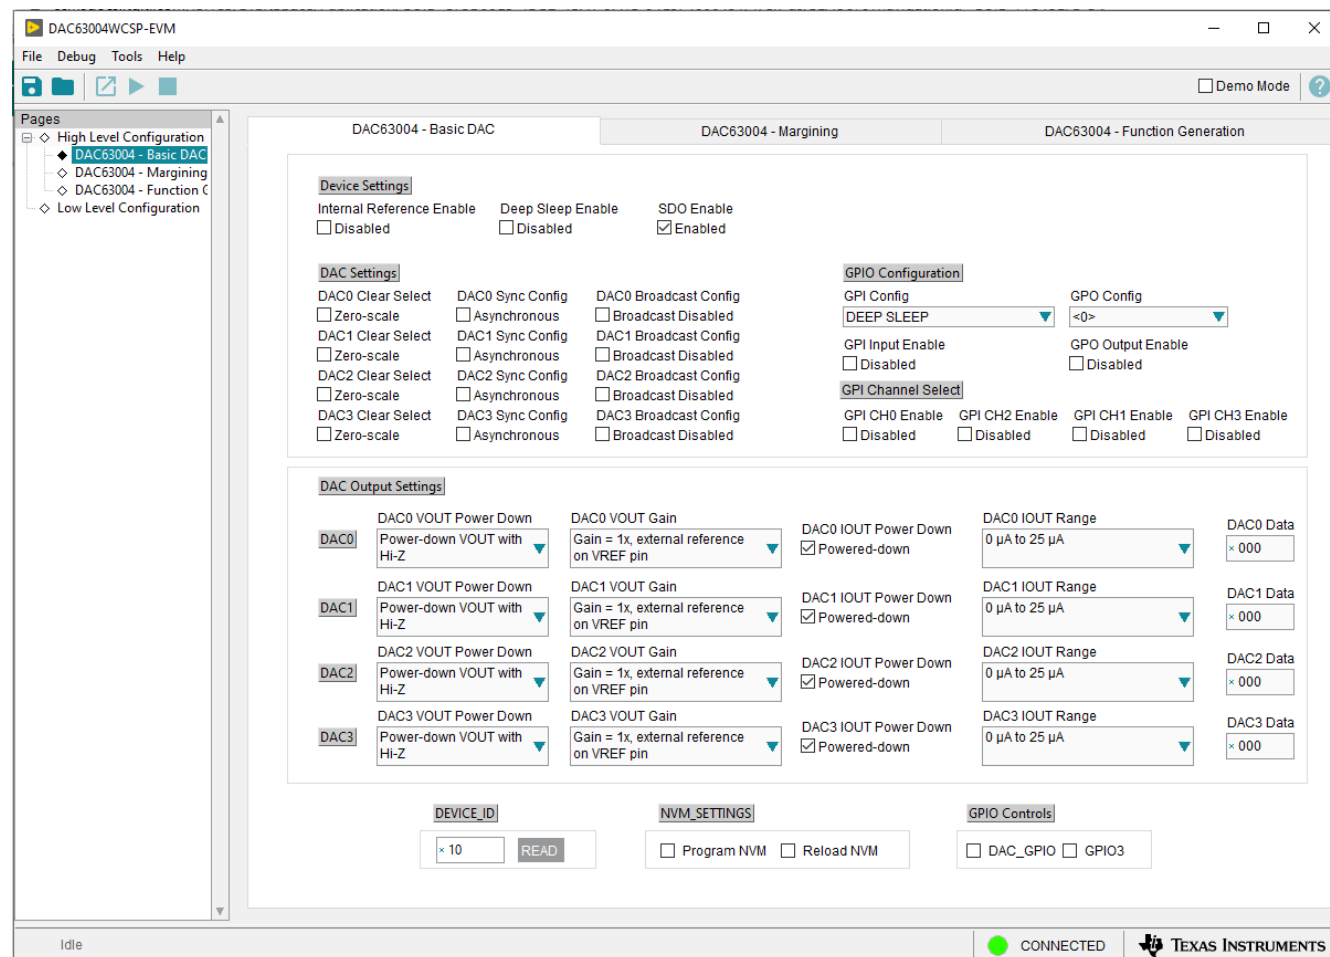 DAC63004WCSP-EVM
File Debug Tools Help
Demo Mode
Pages
High Level Configuration
DAC63004 - Basic DAC
DAC63004 - Margining
DAC63004 - Function G
Low Level Configuration
DAC63004 - Basic DAC DAC63004 - Margining DAC63004 - Function Generation
Device Settings
Internal Reference Enable Deep Sleep Enable SDO Enable
Disabled Disabled Enabled
DAC Settings GPIO Configuration
DAC0 Clear Select DAC0 Sync Config DAC0 Broadcast Config GPI Config GPO Config
Zero-scale Asynchronous Broadcast Disabled DEEP SLEEP <0>
DAC1 Clear Select DAC1 Sync Config DAC1 Broadcast Config GPI Input Enable GPO Output Enable
Zero-scale Asynchronous Broadcast Disabled Disabled Disabled
DAC2 Clear Select DAC2 Sync Config DAC2 Broadcast Config
Zero-scale Asynchronous Broadcast Disabled GPI Channel Select
DAC3 Clear Select DAC3 Sync Config DAC3 Broadcast Config GPI CH0 Enable GPI CH2 Enable GPI CH1 Enable GPI CH3 Enable
Zero-scale Asynchronous Broadcast Disabled Disabled Disabled Disabled Disabled
DAC Output Settings
DAC0 VOUT Power Down DAC0 VOUT Gain DAC0 IOUT Power Down DAC0 IOUT Range DAC0 Data
DAC0 Power-down VOUT with Gain = 1x, external reference Powered-down 0 µA to 25 µA × 000
Hi-Z on VREF pin
DAC1 VOUT Power Down DAC1 VOUT Gain DAC1 IOUT Power Down DAC1 IOUT Range DAC1 Data
DAC1 Power-down VOUT with Gain = 1x, external reference Powered-down 0 µA to 25 µA × 000
Hi-Z on VREF pin
DAC2 VOUT Power Down DAC2 VOUT Gain DAC2 IOUT Power Down DAC2 IOUT Range DAC2 Data
DAC2 Power-down VOUT with Gain = 1x, external reference Powered-down 0 µA to 25 µA × 000
Hi-Z on VREF pin
DAC3 VOUT Power Down DAC3 VOUT Gain DAC3 IOUT Power Down DAC3 IOUT Range DAC3 Data
DAC3 Power-down VOUT with Gain = 1x, external reference Powered-down 0 µA to 25 µA × 000
Hi-Z on VREF pin
DEVICE_ID NVM_SETTINGS GPIO Controls
× 10 READ Program NVM Reload NVM DAC_GPIO GPIO3
Idle CONNECTED TEXAS INSTRUMENTS